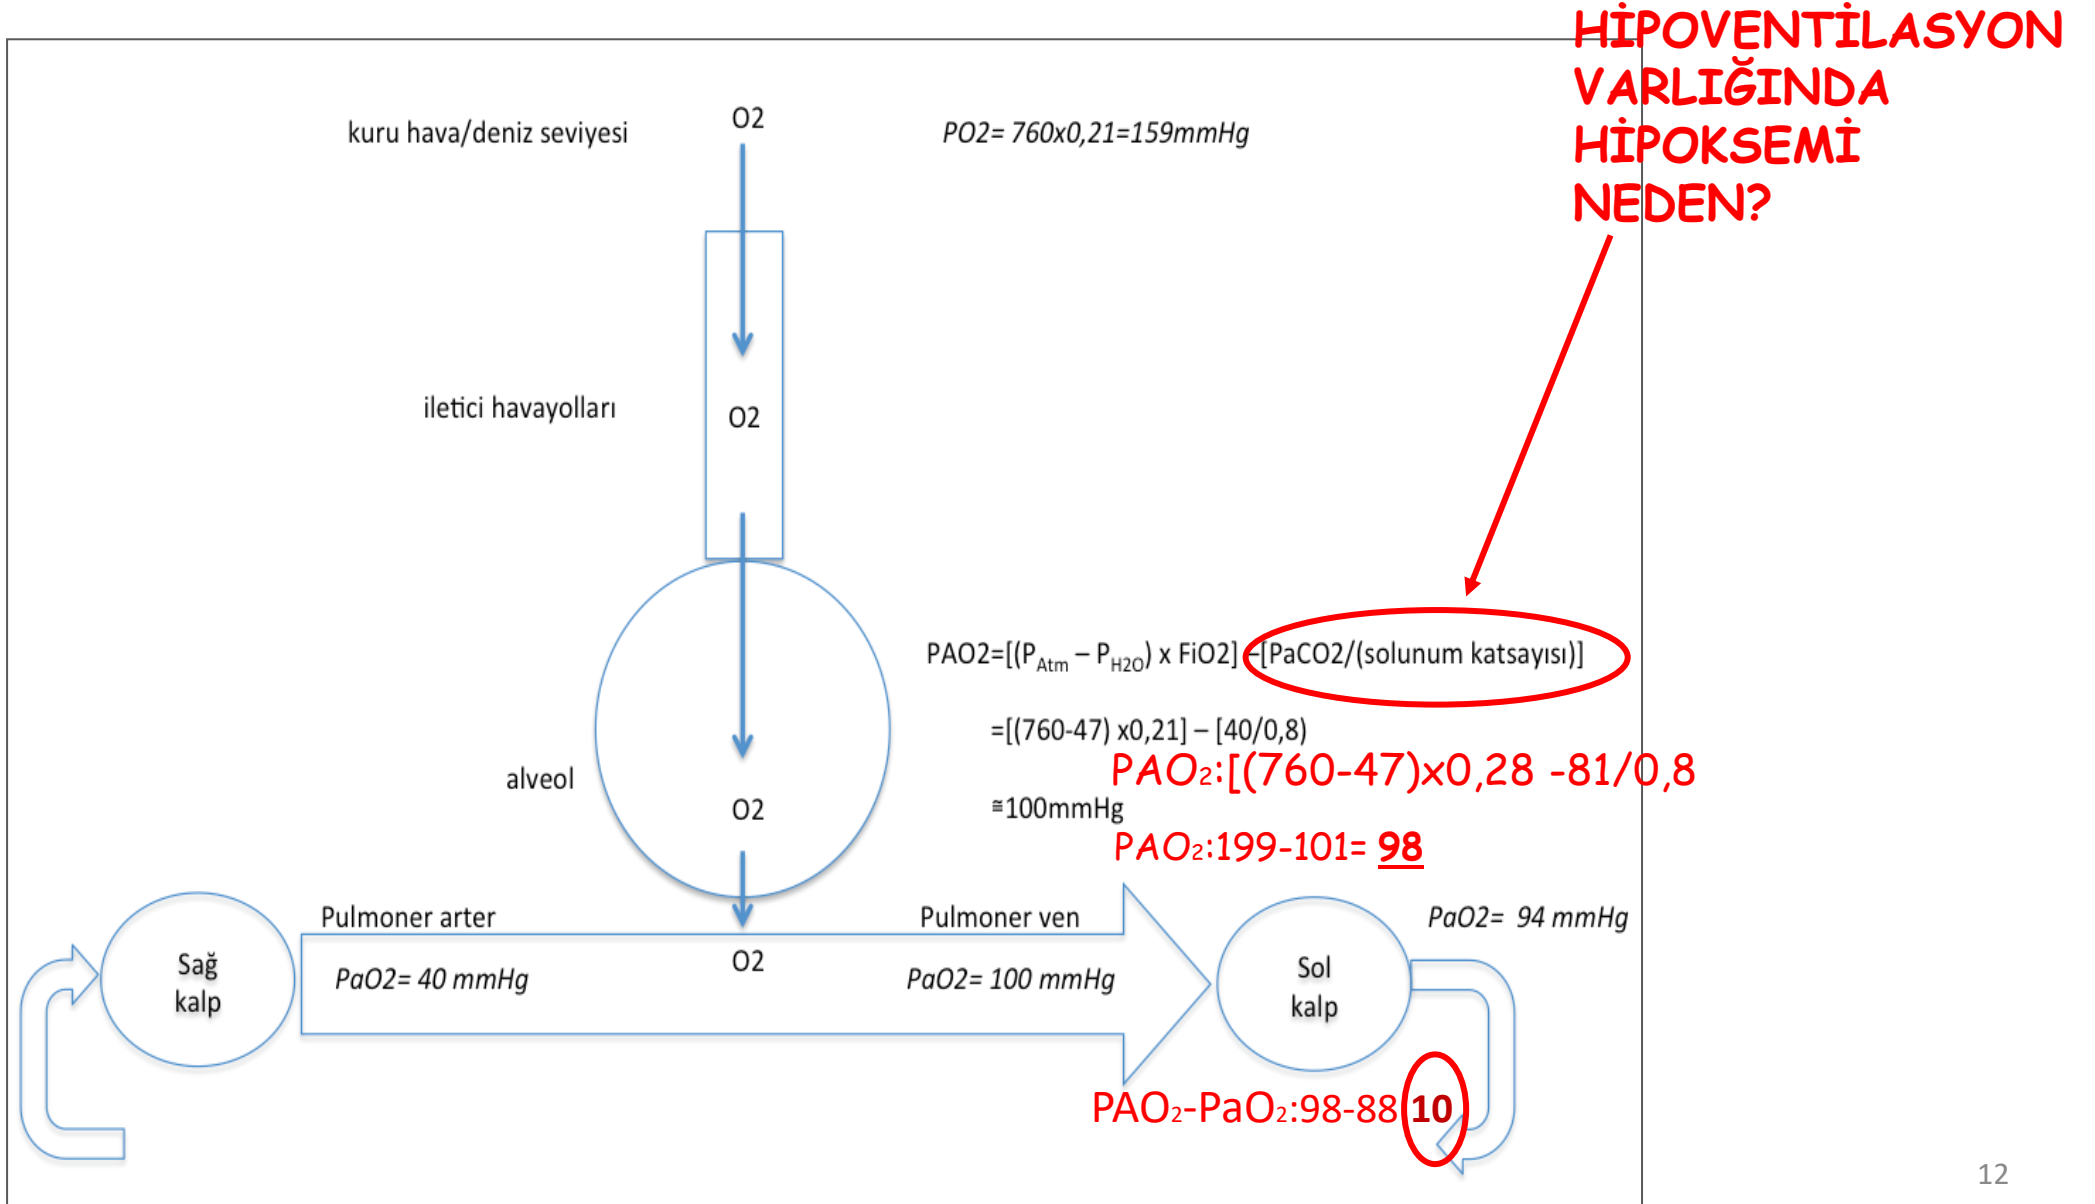 HİPOVENTİLASYON
VARLIĞINDA
HİPOKSEMİ
NEDEN?
kuru hava/deniz seviyesi
O2
PO2= 760x0,21=159mmHg
iletici havayolları
O2
PAO2=[(P_Atm – P_H2O) x FiO2] –[PaCO2/(solunum katsayısı)]
=[(760-47) x0,21] – [40/0,8)
PAO₂:[(760-47)x0,28 -81/0,8
alveol
O2
≅100mmHg
PAO₂:199-101= 98
Pulmoner arter
Pulmoner ven
PaO2= 94 mmHg
Sağ
kalp
PaO2= 40 mmHg
O2
PaO2= 100 mmHg
Sol
kalp
PAO₂-PaO₂:98-88 10
12